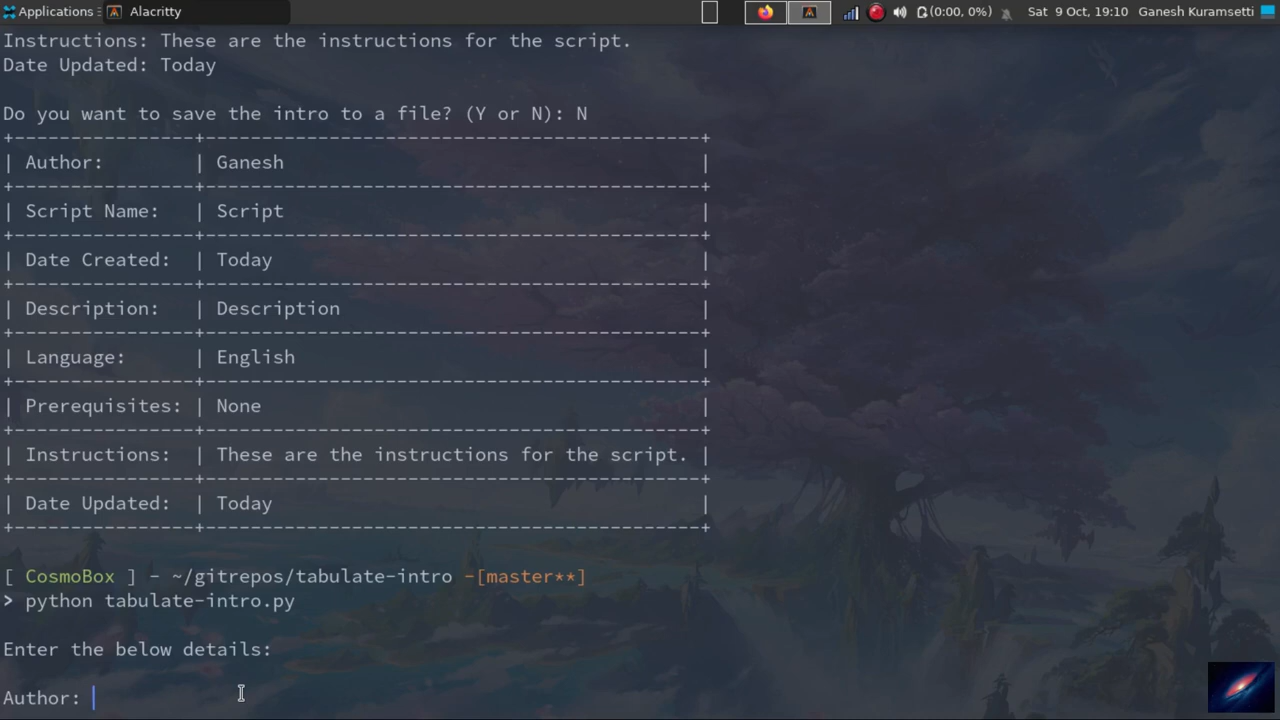 Applications Alacritty (0:00, 0%) Sat 9 Oct, 19:10 Ganesh Kuramsetti
Instructions: These are the instructions for the script.
Date Updated: Today
Do you want to save the intro to a file? (Y or N): N
+---------------+---------------------------------------------+
| Author:       | Ganesh                                      |
+---------------+---------------------------------------------+
| Script Name:  | Script                                      |
+---------------+---------------------------------------------+
| Date Created: | Today                                       |
+---------------+---------------------------------------------+
| Description:  | Description                                 |
+---------------+---------------------------------------------+
| Language:     | English                                     |
+---------------+---------------------------------------------+
| Prerequisites: | None                                       |
+---------------+---------------------------------------------+
| Instructions: | These are the instructions for the script. |
+---------------+---------------------------------------------+
| Date Updated: | Today                                       |
+---------------+---------------------------------------------+
[ CosmoBox ] - ~/gitrepos/tabulate-intro -[master**]
> python tabulate-intro.py
Enter the below details:
Author: